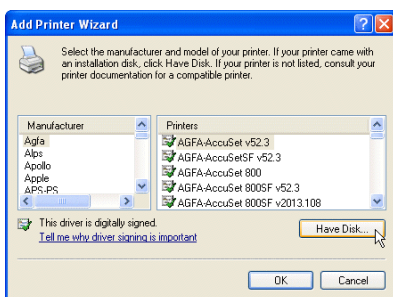 Add Printer Wizard
Select the manufacturer and model of your printer. If your printer came with
an installation disk, click Have Disk. If your printer is not listed, consult your
printer documentation for a compatible printer.
Manufacturer
Agfa
Alps
Apollo
Apple
APS-PS
Printers
AGFA-AccuSet v52.3
AGFA-AccuSetSF v52.3
AGFA-AccuSet 800
AGFA-AccuSet 800SF v52.3
AGFA-AccuSet 800SF v2013.108
This driver is digitally signed.
Tell me why driver signing is important
Have Disk...
OK
Cancel